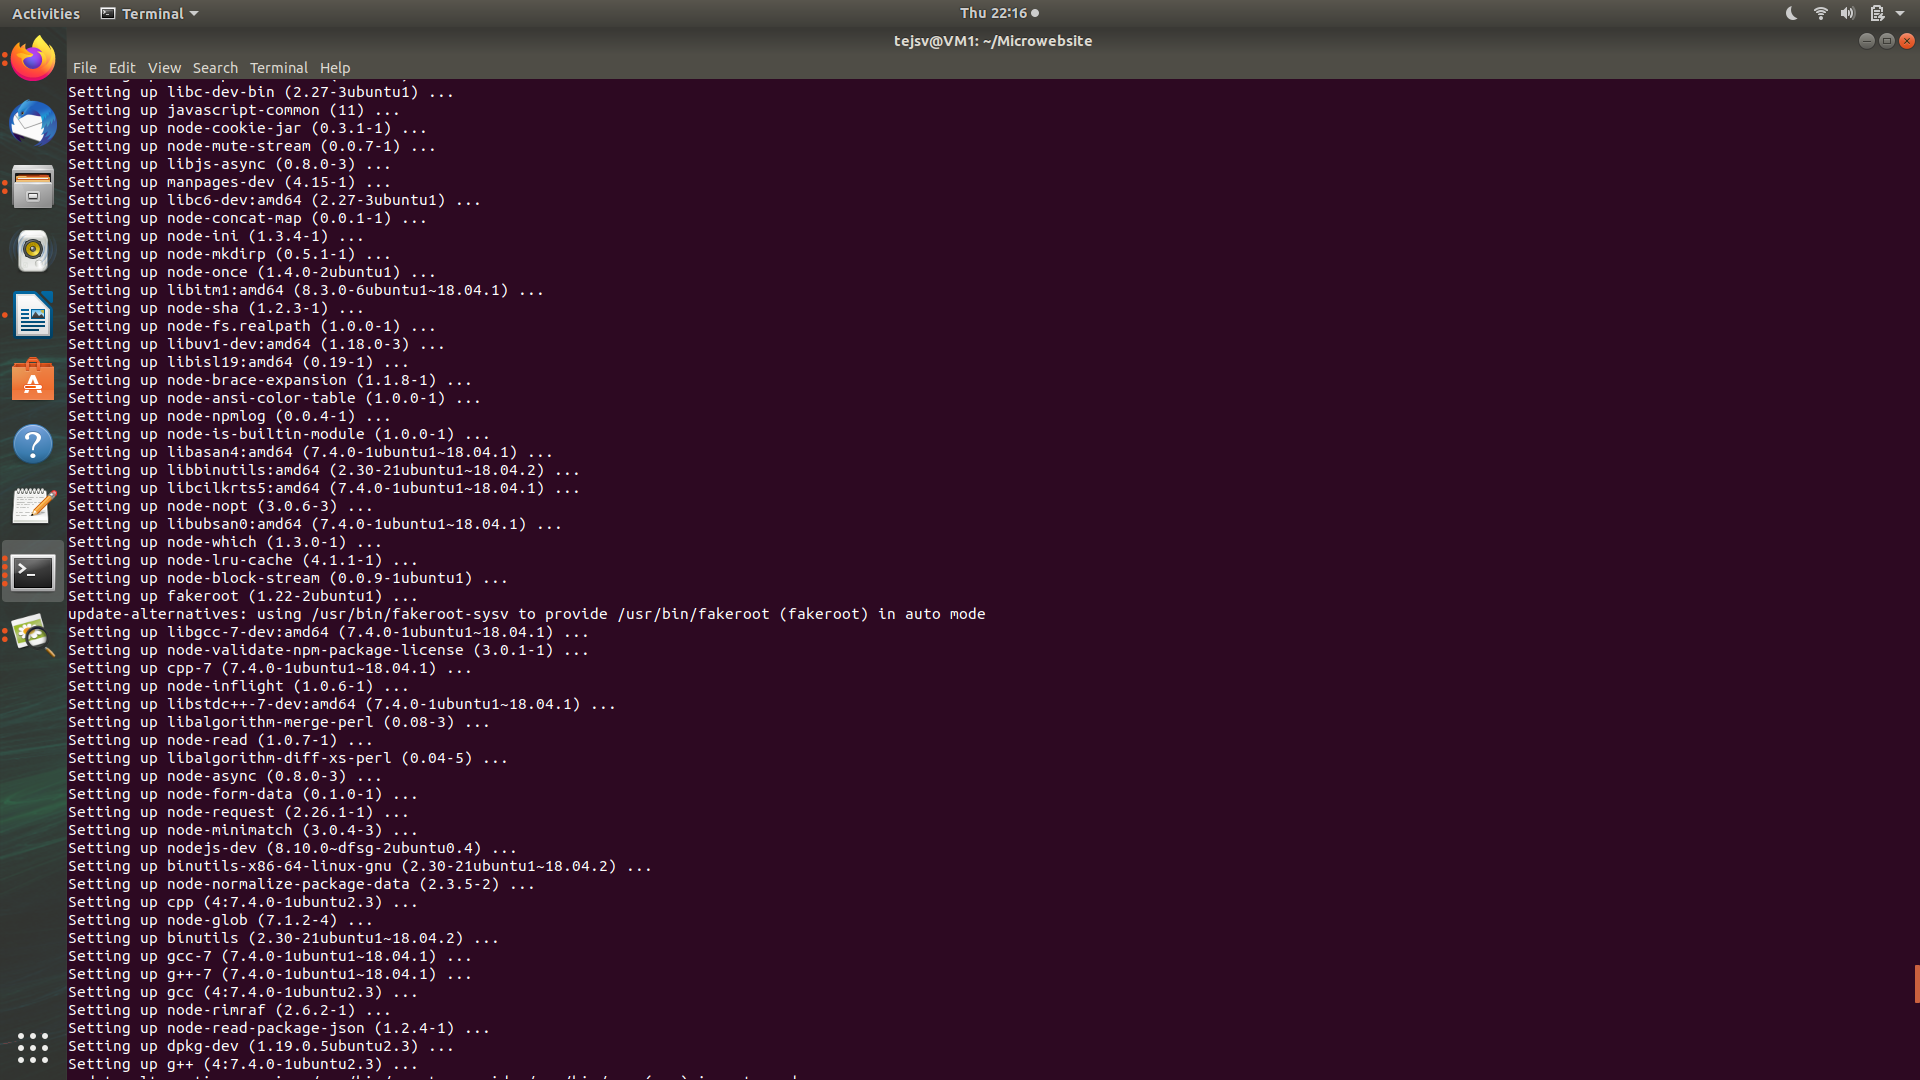 Activities Terminal Thu 22:16
tejsv@VM1: ~/Microwebsite
File Edit View Search Terminal Help
Setting up libc-dev-bin (2.27-3ubuntu1) ...
Setting up javascript-common (11) ...
Setting up node-cookie-jar (0.3.1-1) ...
Setting up node-mute-stream (0.0.7-1) ...
Setting up libjs-async (0.8.0-3) ...
Setting up manpages-dev (4.15-1) ...
Setting up libc6-dev:amd64 (2.27-3ubuntu1) ...
Setting up node-concat-map (0.0.1-1) ...
Setting up node-ini (1.3.4-1) ...
Setting up node-mkdirp (0.5.1-1) ...
Setting up node-once (1.4.0-2ubuntu1) ...
Setting up libitm1:amd64 (8.3.0-6ubuntu1~18.04.1) ...
Setting up node-sha (1.2.3-1) ...
Setting up node-fs.realpath (1.0.0-1) ...
Setting up libuv1-dev:amd64 (1.18.0-3) ...
Setting up libisl19:amd64 (0.19-1) ...
Setting up node-brace-expansion (1.1.8-1) ...
Setting up node-ansi-color-table (1.0.0-1) ...
Setting up node-npmlog (0.0.4-1) ...
Setting up node-is-builtin-module (1.0.0-1) ...
Setting up libasan4:amd64 (7.4.0-1ubuntu1~18.04.1) ...
Setting up libbinutils:amd64 (2.30-21ubuntu1~18.04.2) ...
Setting up libcilkrts5:amd64 (7.4.0-1ubuntu1~18.04.1) ...
Setting up node-nopt (3.0.6-3) ...
Setting up libubsan0:amd64 (7.4.0-1ubuntu1~18.04.1) ...
Setting up node-which (1.3.0-1) ...
Setting up node-lru-cache (4.1.1-1) ...
Setting up node-block-stream (0.0.9-1ubuntu1) ...
Setting up fakeroot (1.22-2ubuntu1) ...
update-alternatives: using /usr/bin/fakeroot-sysv to provide /usr/bin/fakeroot (fakeroot) in auto mode
Setting up libgcc-7-dev:amd64 (7.4.0-1ubuntu1~18.04.1) ...
Setting up node-validate-npm-package-license (3.0.1-1) ...
Setting up cpp-7 (7.4.0-1ubuntu1~18.04.1) ...
Setting up node-inflight (1.0.6-1) ...
Setting up libstdc++-7-dev:amd64 (7.4.0-1ubuntu1~18.04.1) ...
Setting up libalgorithm-merge-perl (0.08-3) ...
Setting up node-read (1.0.7-1) ...
Setting up libalgorithm-diff-xs-perl (0.04-5) ...
Setting up node-async (0.8.0-3) ...
Setting up node-form-data (0.1.0-1) ...
Setting up node-request (2.26.1-1) ...
Setting up node-minimatch (3.0.4-3) ...
Setting up nodejs-dev (8.10.0~dfsg-2ubuntu0.4) ...
Setting up binutils-x86-64-linux-gnu (2.30-21ubuntu1~18.04.2) ...
Setting up node-normalize-package-data (2.3.5-2) ...
Setting up cpp (4:7.4.0-1ubuntu2.3) ...
Setting up node-glob (7.1.2-4) ...
Setting up binutils (2.30-21ubuntu1~18.04.2) ...
Setting up gcc-7 (7.4.0-1ubuntu1~18.04.1) ...
Setting up g++-7 (7.4.0-1ubuntu1~18.04.1) ...
Setting up gcc (4:7.4.0-1ubuntu2.3) ...
Setting up node-rimraf (2.6.2-1) ...
Setting up node-read-package-json (1.2.4-1) ...
Setting up dpkg-dev (1.19.0.5ubuntu2.3) ...
Setting up g++ (4:7.4.0-1ubuntu2.3) ...